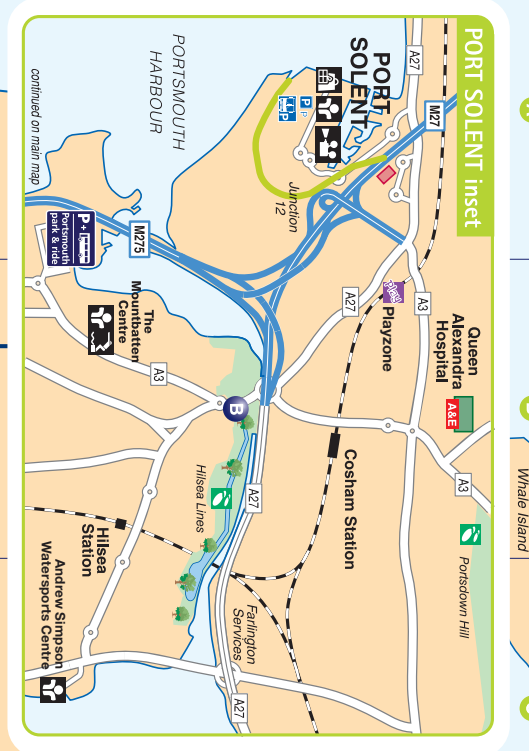 PORT SOLENT inset
A27
M27
PORT
SOLENT
P
P
P
PORTSMOUTH
HARBOUR
continued on main map
Junction
12
M275
P +
Portsmouth
park & ride
A27
A3
play
Playzone
Queen
Alexandra
Hospital
A&E
The
Mountbatten
Centre
A3
B
A27
Cosham Station
A3
Whale Island
Hilsea Lines
Portsdown Hill
Hilsea
Station
Farlington
Services
Andrew Simpson
Watersports Centre
A27